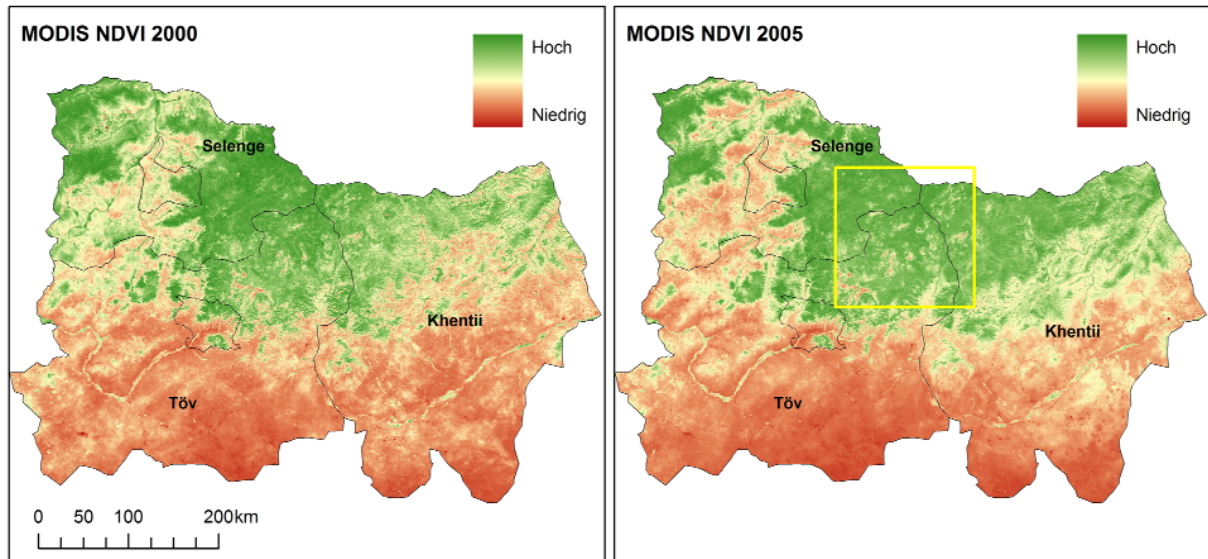 MODIS NDVI 2000
Hoch
Niedrig
Selenge
Khentii
Töv
0 50 100 200km
MODIS NDVI 2005
Hoch
Niedrig
Selenge
Khentii
Töv